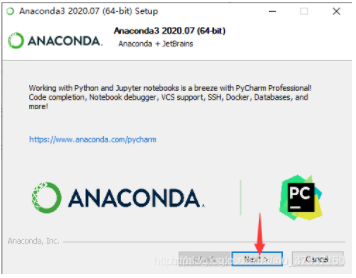 Anaconda3 2020.07 (64-bit) Setup
ANACONDA.
Anaconda3 2020.07 (64-bit)
Anaconda + JetBrains
Working with Python and Jupyter notebooks is a breeze with PyCharm Professional!
Code completion, Notebook debugger, VCS support, SSH, Docker, Databases, and
more!
https://www.anaconda.com/pycharm
ANACONDA.
PC
Anaconda, Inc.
Next >
Cancel